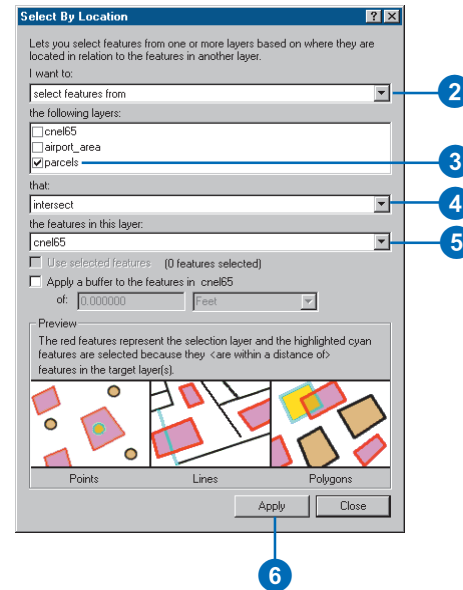 Select By Location
Lets you select features from one or more layers based on where they are
located in relation to the features in another layer.
I want to:
select features from
2
the following layers:
cnel65
airport_area
parcels
3
that:
intersect
4
the features in this layer:
cnel65
5
Use selected features (0 features selected)
Apply a buffer to the features in cnel65
of: 0.000000 Feet
Preview
The red features represent the selection layer and the highlighted cyan
features are selected because they <are within a distance of>
features in the target layer(s).
Points Lines Polygons
Apply Close
6